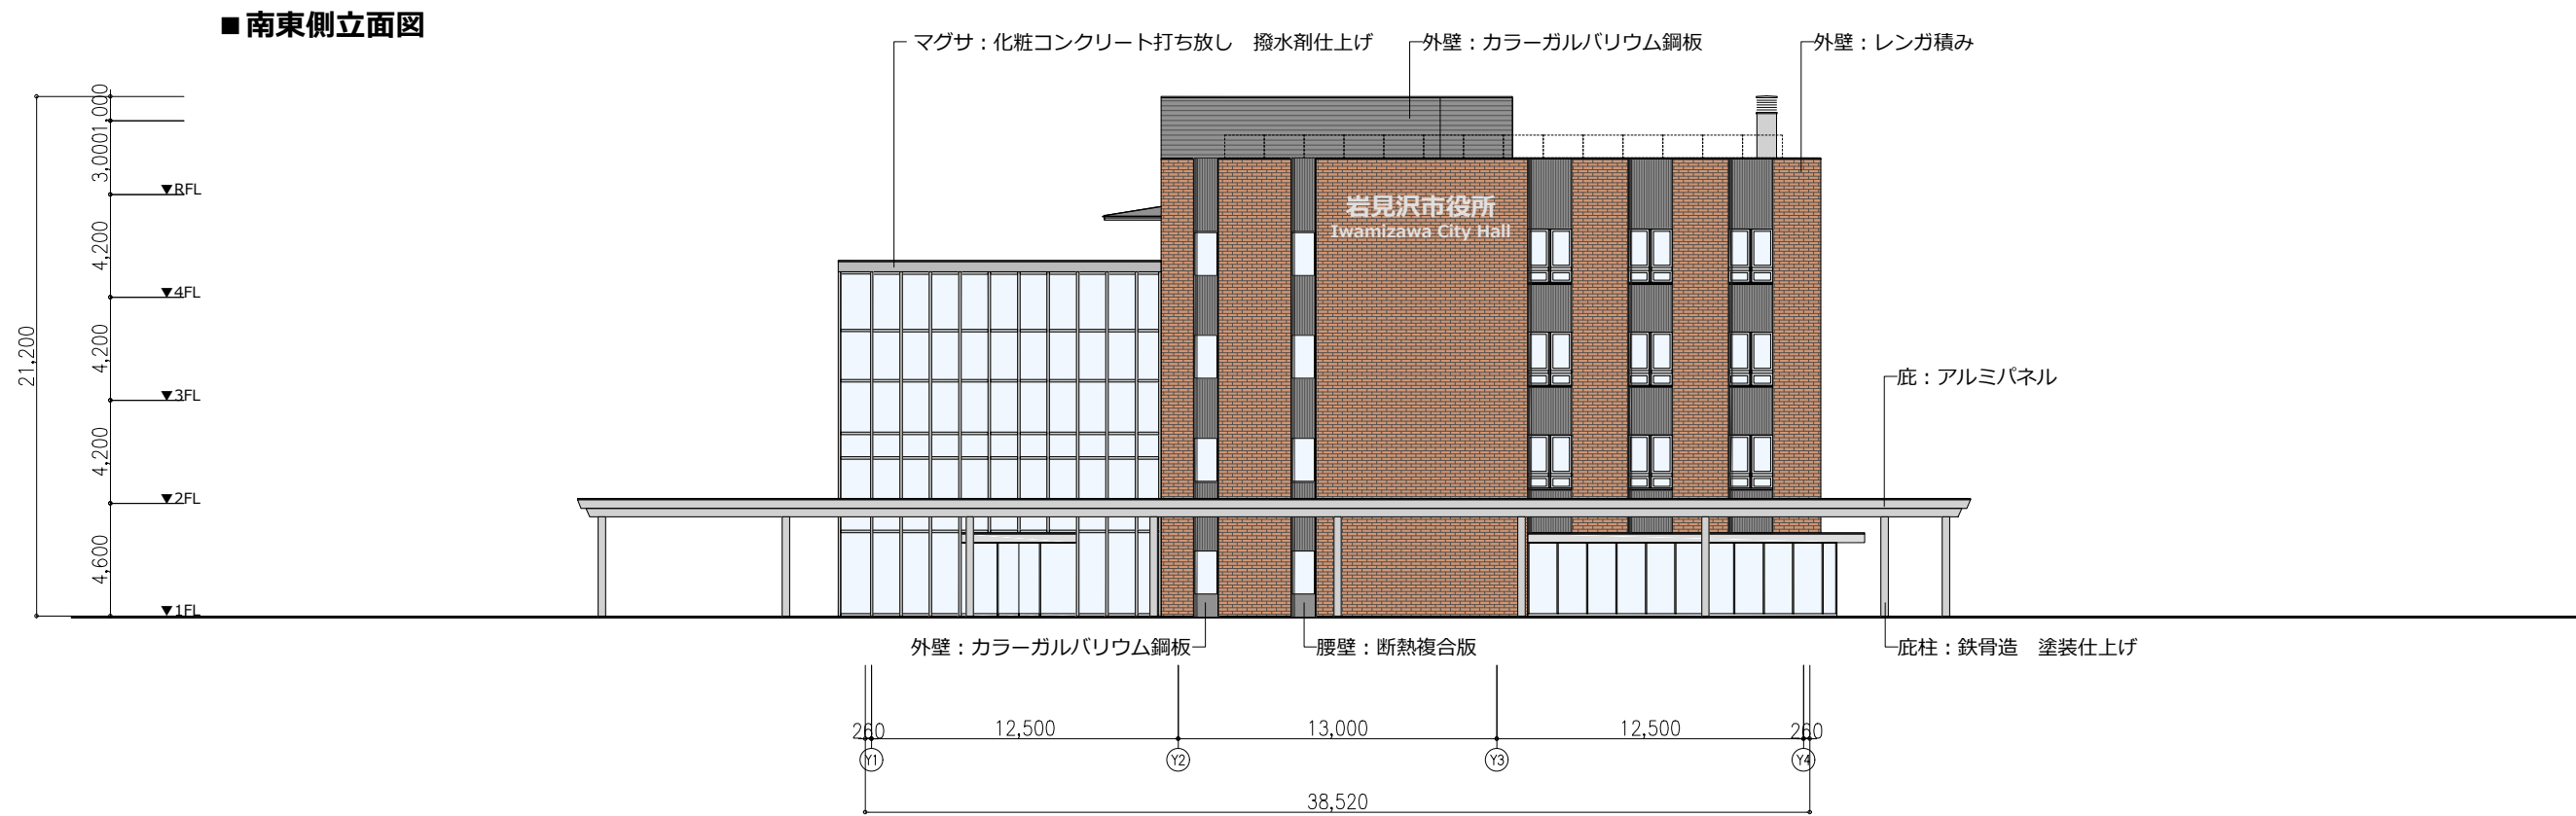 ■南東側立面図
マグサ：化粧コンクリート打ち放し　撥水剤仕上げ
外壁：カラーガルバリウム鋼板
外壁：レンガ積み
1,000
3,000
▼RFL
4,200
▼4FL
4,200
▼3FL
4,200
▼2FL
4,600
▼1FL
21,200
岩見沢市役所
Iwamizawa City Hall
庇：アルミパネル
外壁：カラーガルバリウム鋼板
腰壁：断熱複合版
庇柱：鉄骨造　塗装仕上げ
260
12,500
13,000
12,500
260
Y1
Y2
Y3
Y4
38,520